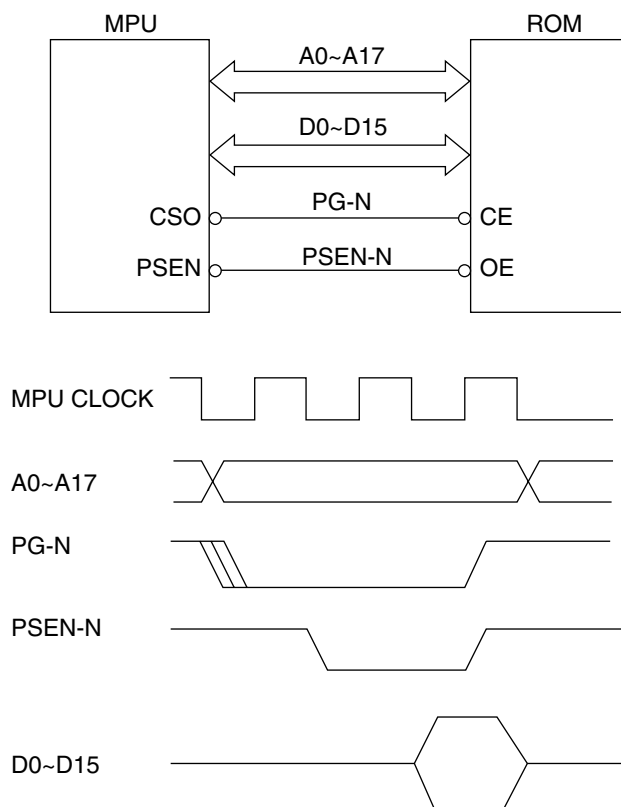 MPU ROM
A0~A17
D0~D15
CSO PG-N CE
PSEN PSEN-N OE
MPU CLOCK
A0~A17
PG-N
PSEN-N
D0~D15